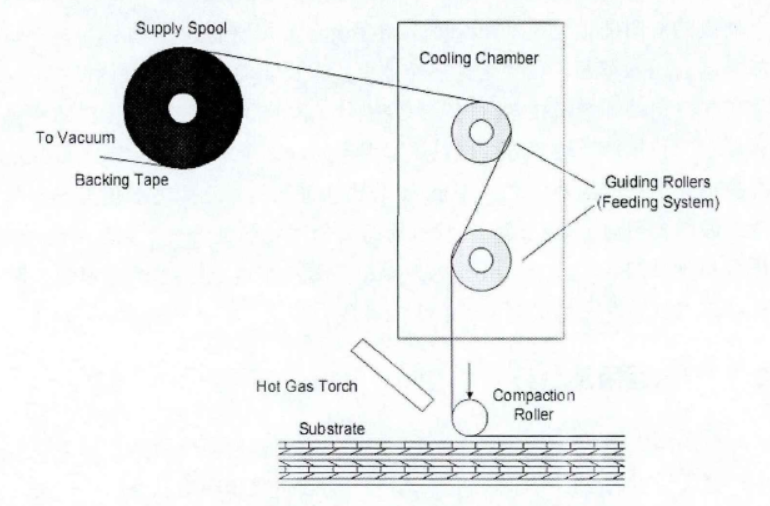 Supply Spool
Cooling Chamber
To Vacuum
Backing Tape
Guiding Rollers
(Feeding System)
Hot Gas Torch
Compaction
Roller
Substrate